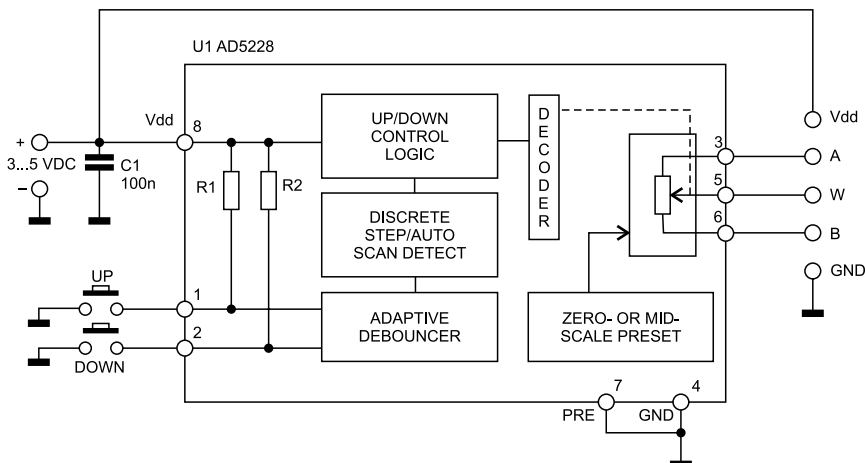 U1 AD5228
Vdd
8
UP/DOWN
CONTROL
LOGIC
DECODER
Vdd
+
3...5 VDC
–
C1
100n
R1
R2
3
A
5
W
6
B
DISCRETE
STEP/AUTO
SCAN DETECT
GND
UP
1
ADAPTIVE
DEBOUNCER
ZERO- OR MID-
SCALE PRESET
2
DOWN
7
4
PRE
GND